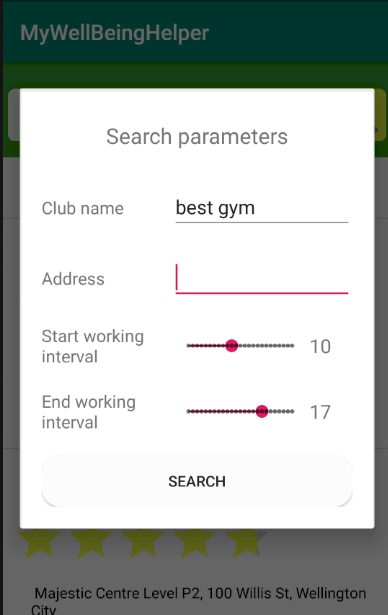 MyWellBeingHelper
Search parameters
Club name
best gym
Address
Start working
interval
10
End working
interval
17
SEARCH
Majestic Centre Level P2, 100 Willis St, Wellington
City